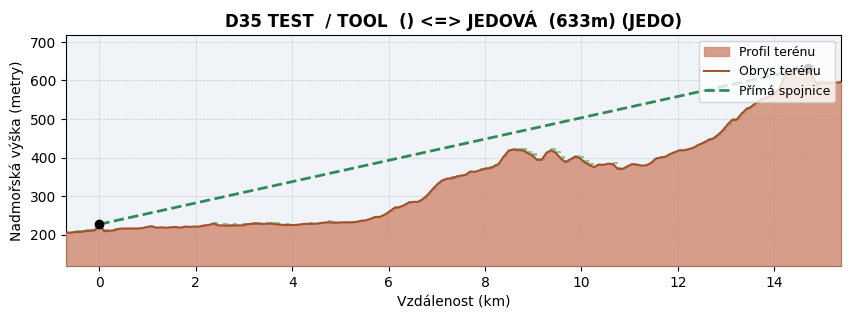 D35 TEST / TOOL () <=> JEDOVÁ (633m) (JEDO)
Nadmořská výška (metry)
700
600
500
400
300
200
Profil terénu
Obrys terénu
Přímá spojnice
0 2 4 6 8 10 12 14
Vzdálenost (km)